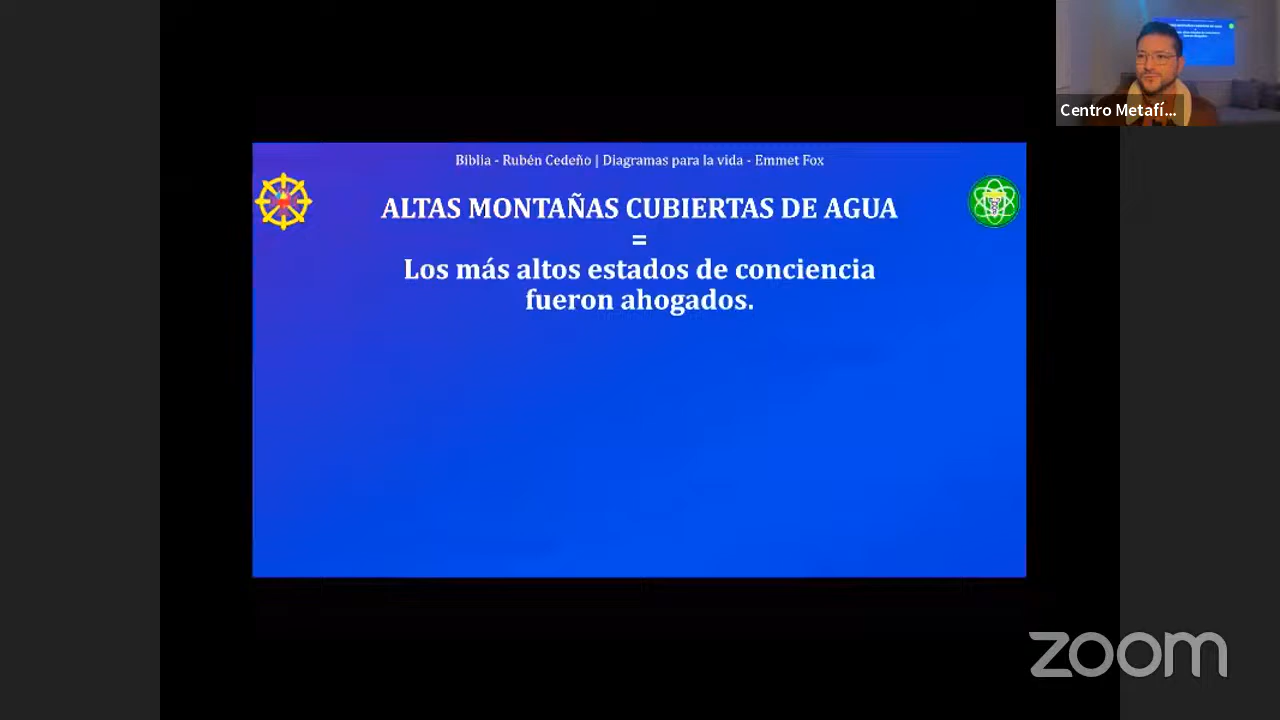 Biblia - Rubén Cedeño | Diagramas para la vida - Emmet Fox
ALTAS MONTAÑAS CUBIERTAS DE AGUA
=
Los más altos estados de conciencia
fueron ahogados.
Centro Metafí...
zoom